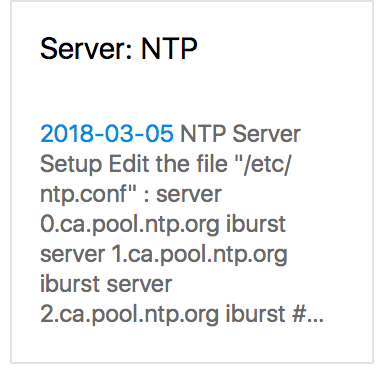 Server: NTP
2018-03-05 NTP Server
Setup Edit the file "/etc/
ntp.conf" : server
0.ca.pool.ntp.org iburst
server 1.ca.pool.ntp.org
iburst server
2.ca.pool.ntp.org iburst #...